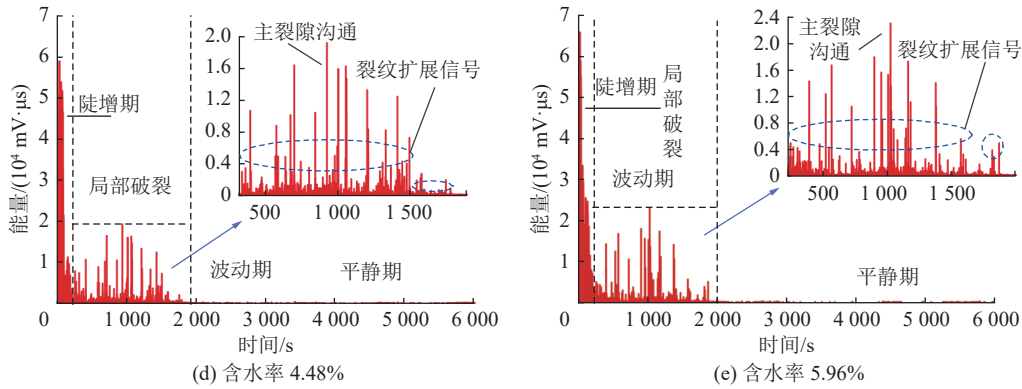 能量/(10⁴ mV·μs)
7
6
5
4
3
2
1
0
1 000
2 000
3 000
4 000
5 000
6 000
时间/s
陡增期
局部破裂
波动期
平静期
主裂隙沟通
裂纹扩展信号
2.0
1.6
1.2
0.8
0.4
0
500
1 000
1 500
(d) 含水率 4.48%
能量/(10⁴ mV·μs)
7
6
5
4
3
2
1
0
1 000
2 000
3 000
4 000
5 000
6 000
时间/s
陡增期
局部破裂
波动期
平静期
主裂隙
沟通
裂纹扩展信号
2.4
2.0
1.6
1.2
0.8
0.4
0
500
1 000
1 500
(e) 含水率 5.96%